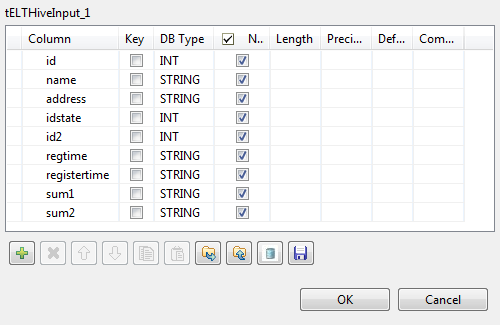 tELTHiveInput_1
Column Key DB Type N.. Length Preci... Def... Com...
id INT
name STRING
address STRING
idstate INT
id2 INT
regtime STRING
registertime STRING
sum1 STRING
sum2 STRING
OK Cancel